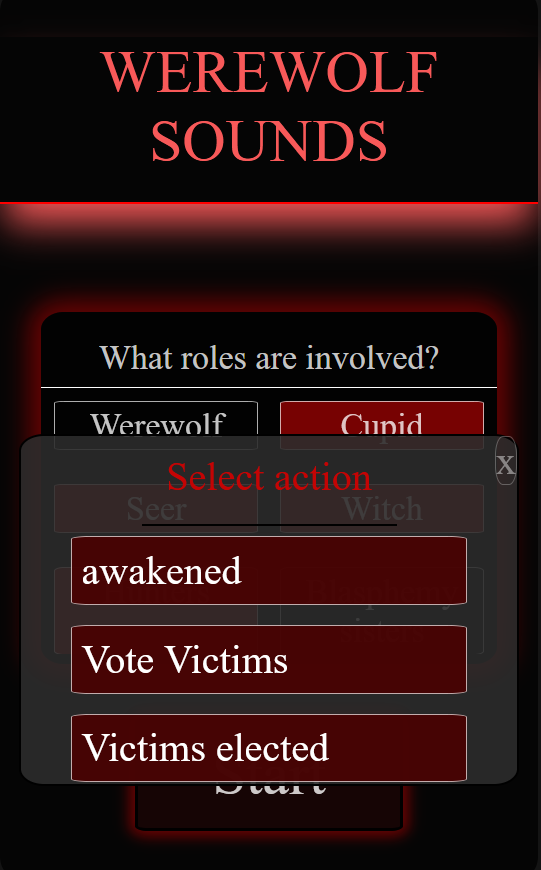 WEREWOLF
SOUNDS
What roles are involved?
Werewolf Cupid
x
Select action
Seer Witch
awakened
Vote Victims
Victims elected
Start